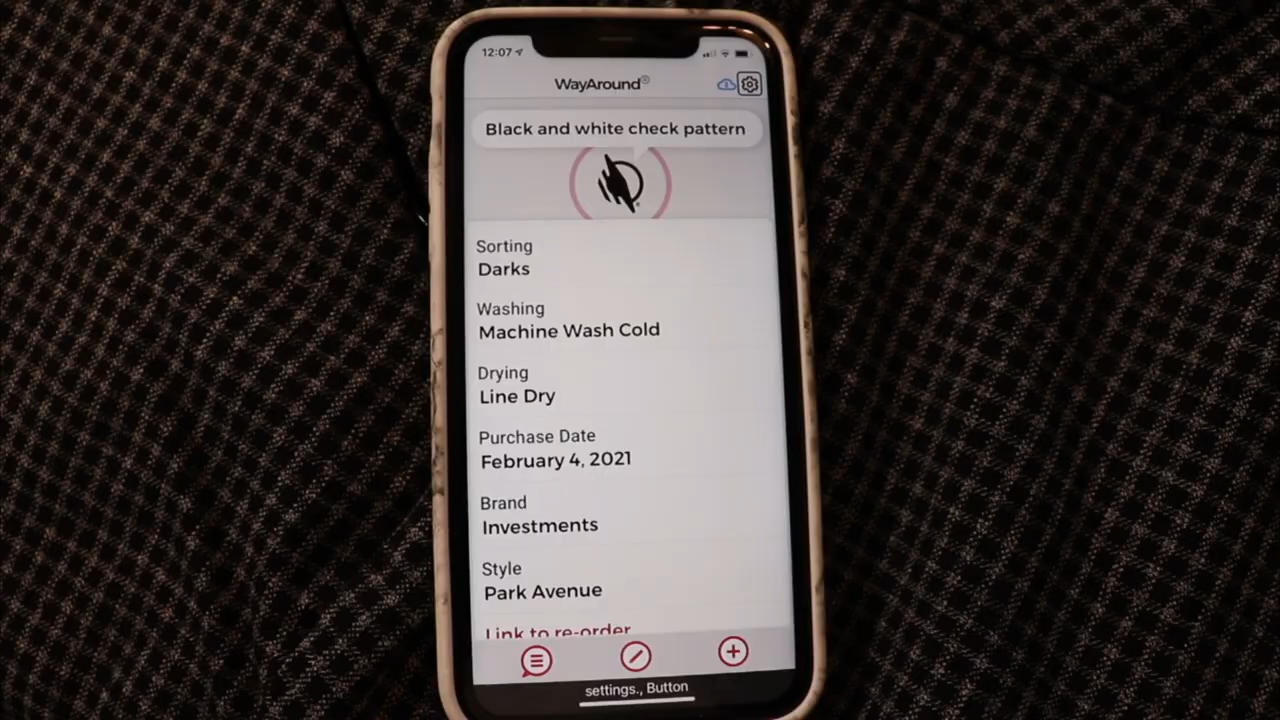 12:07
WayAround®
Black and white check pattern
Sorting
Darks
Washing
Machine Wash Cold
Drying
Line Dry
Purchase Date
February 4, 2021
Brand
Investments
Style
Park Avenue
Link to re-order
settings., Button